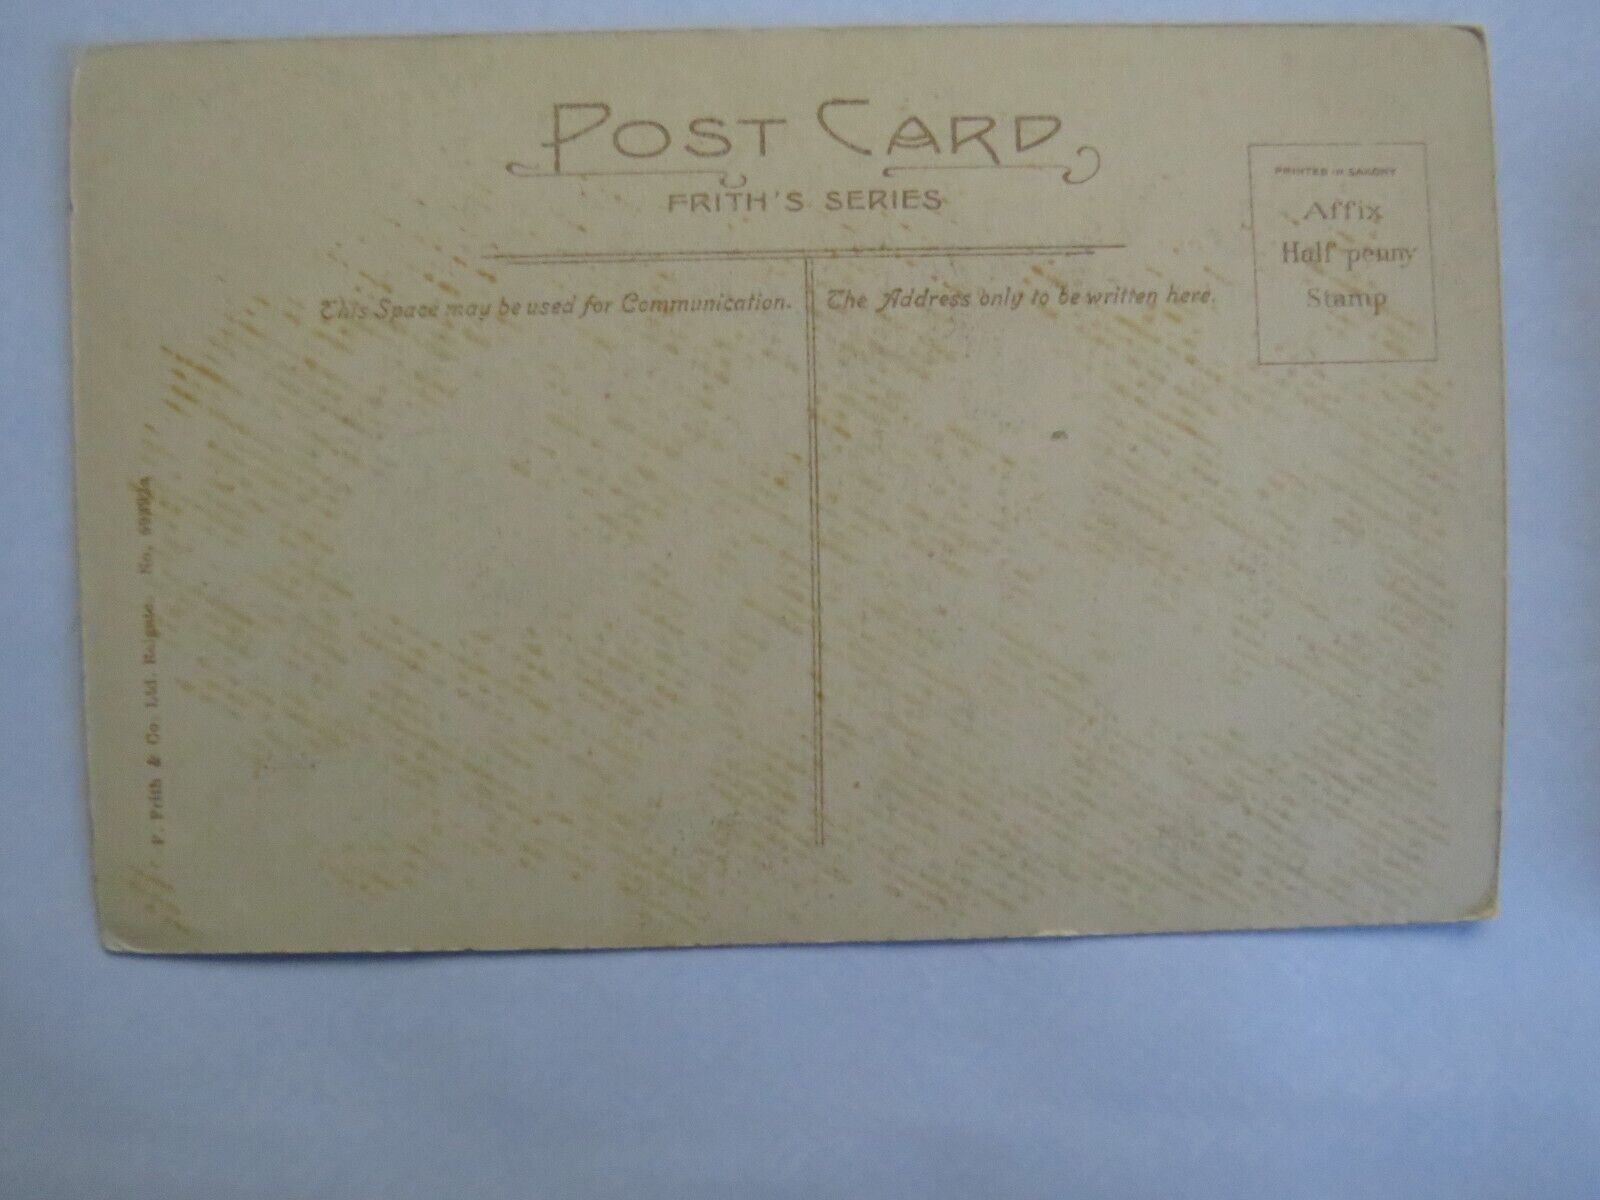 POST CARD
FRITH'S SERIES
This Space may be used for Communication.
The Address only to be written here.
PRINTED IN SAXONY
Affix
Half penny
Stamp
F. Frith & Co Ltd. Reigate. No.